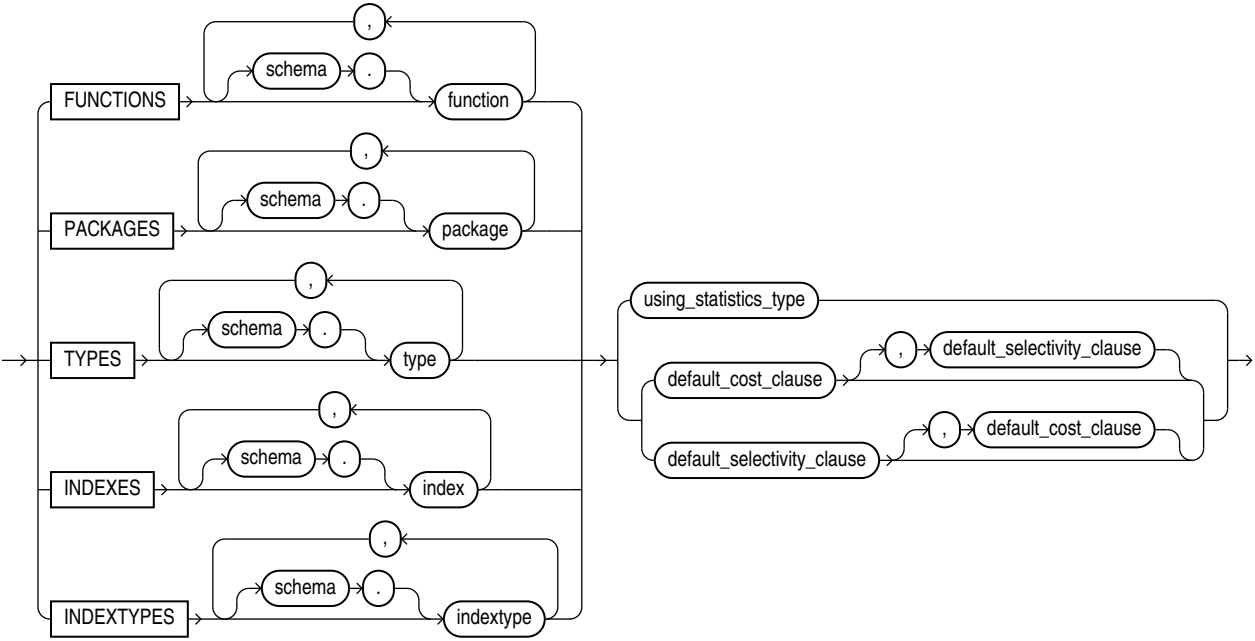 ,
schema .
FUNCTIONS function
,
schema .
PACKAGES package
,
schema .
TYPES type
,
schema .
INDEXES index
,
schema .
INDEXTYPES indextype
using_statistics_type
, default_selectivity_clause
default_cost_clause
, default_cost_clause
default_selectivity_clause